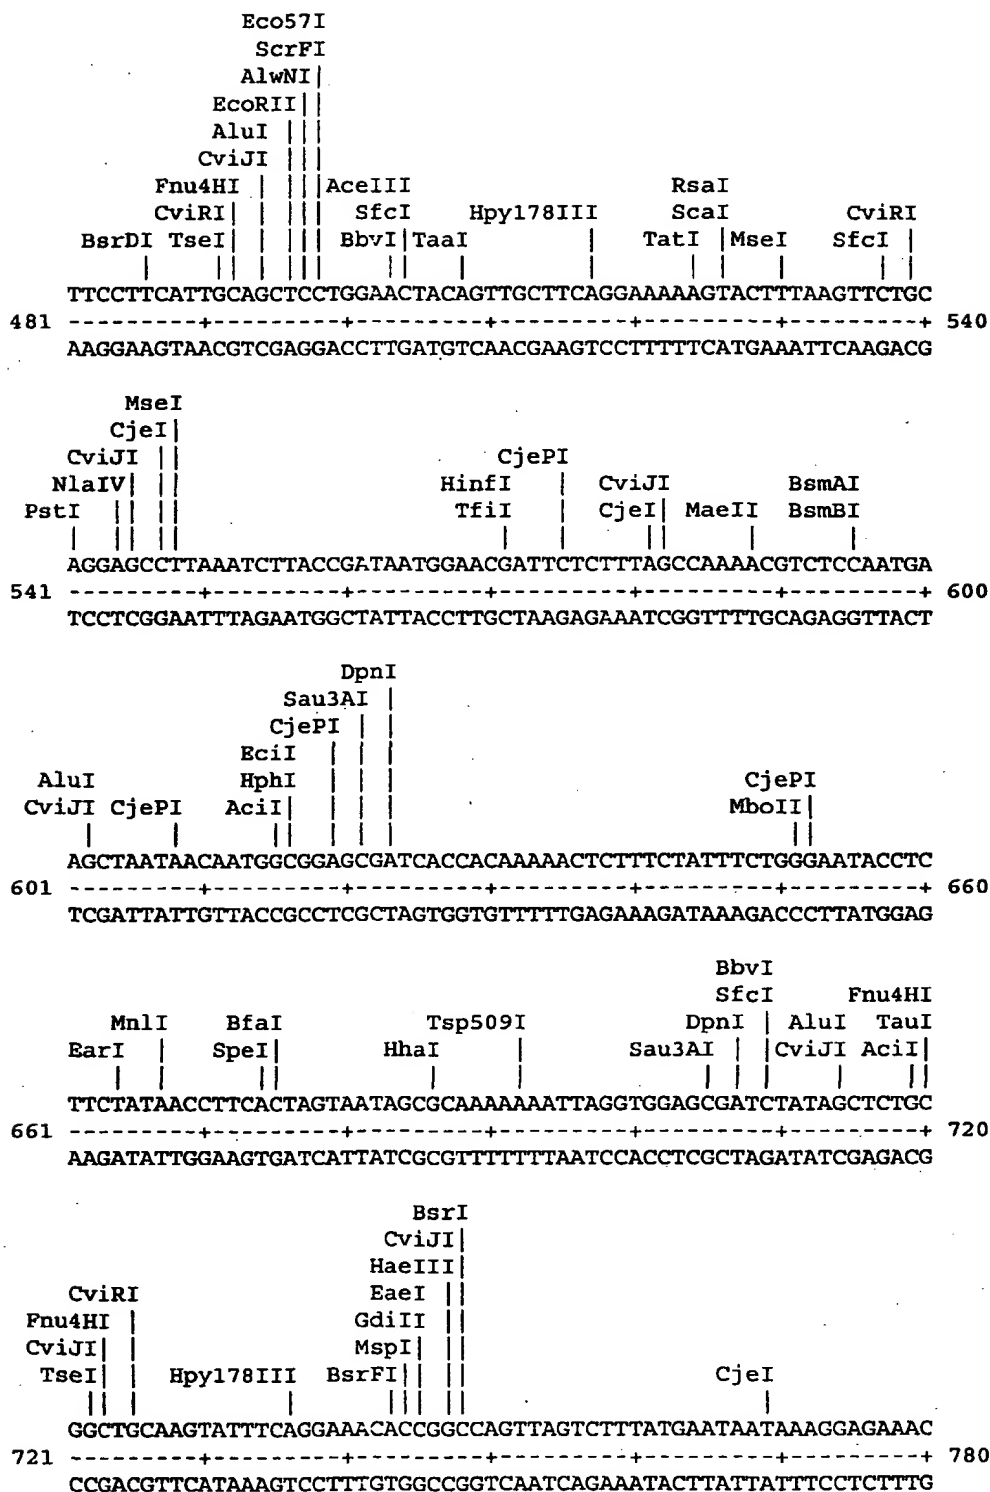 Eco57I
ScrFI
AlwNI|
EcoRII||
AluI |||
CviJI |||
Fnu4HI | ||| AceIII RsaI
CviRI| | ||| SfcI Hpy178III ScaI CviRI
BsrDI TseI| | ||| BbvI|TaaI | TatI |MseI SfcI |
TTCCTTCATTGCAGCTCCTGGAACTACAGTTGCTTCAGGAAAAAGTACTTTAAGTTCTGC
481 ---------+---------+---------+---------+---------+---------+ 540
AAGGAAGTAACGTCGAGGACCTTGATGTCAACGAAGTCCTTTTTCATGAAATTCAAGACG
MseI
CjeI|
CviJI || CjePI
NlaIV| || HinfI | CviJI BsmAI
PstI || || TfiI | CjeI| MaeII BsmBI
AGGAGCCTTAAATCTTACCGATAATGGAACGATTCTCTTTAGCCAAAACGTCTCCAATGA
541 ---------+---------+---------+---------+---------+---------+ 600
TCCTCGGAATTTAGAATGGCTATTACCTTGCTAAGAGAAATCGGTTTTGCAGAGGTTACT
DpnI
Sau3AI |
CjePI | |
EciI | | |
AluI HphI | | | CjePI
CviJI CjePI AciI| | | | MboII|
AGCTAATAACAATGGCGGAGCGATCACCACAAAAACTCTTTCTATTTCTGGGAATACCTC
601 ---------+---------+---------+---------+---------+---------+ 660
TCGATTATTGTTACCGCCTCGCTAGTGGTGTTTTTGAGAAAGATAAAGACCCTTATGGAG
BbvI
SfcI Fnu4HI
MnlI BfaI Tsp509I DpnI | AluI TauI
EarI | SpeI| HhaI | Sau3AI | |CviJI AciI|
TTCTATAACCTTCACTAGTAATAGCGCAAAAAAATTAGGTGGAGCGATCTATAGCTCTGC
661 ---------+---------+---------+---------+---------+---------+ 720
AAGATATTGGAAGTGATCATTATCGCGTTTTTTTAATCCACCTCGCTAGATATCGAGACG
BsrI
CviJI|
HaeIII|
CviRI EaeI ||
Fnu4HI | GdiII ||
CviJI| | MspI| ||
TseI| | Hpy178III BsrFI|| || CjeI
GGCTGCAAGTATTTCAGGAAACACCGGCCAGTTAGTCTTTATGAATAATAAAGGAGAAAC
721 ---------+---------+---------+---------+---------+---------+ 780
CCGACGTTCATAAAGTCCTTTGTGGCCGGTCAATCAGAAATACTTATTATTTCCTCTTTG